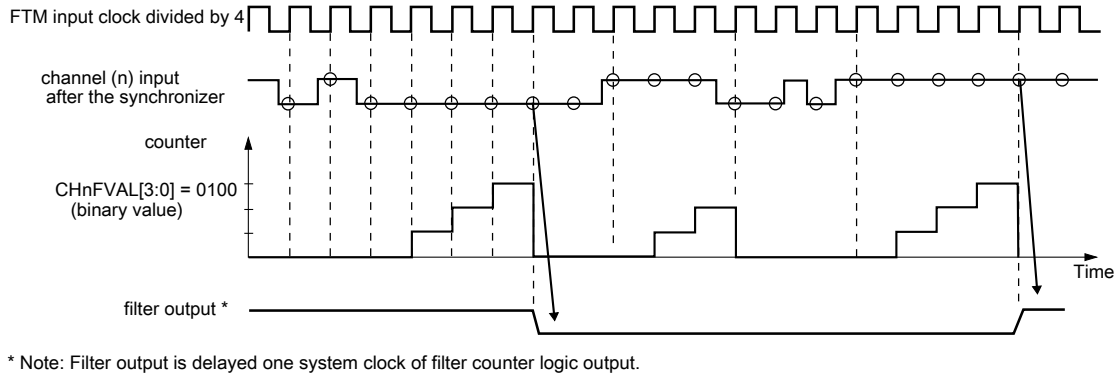 FTM input clock divided by 4
channel (n) input
after the synchronizer
counter
CHnFVAL[3:0] = 0100
(binary value)
Time
filter output *
* Note: Filter output is delayed one system clock of filter counter logic output.